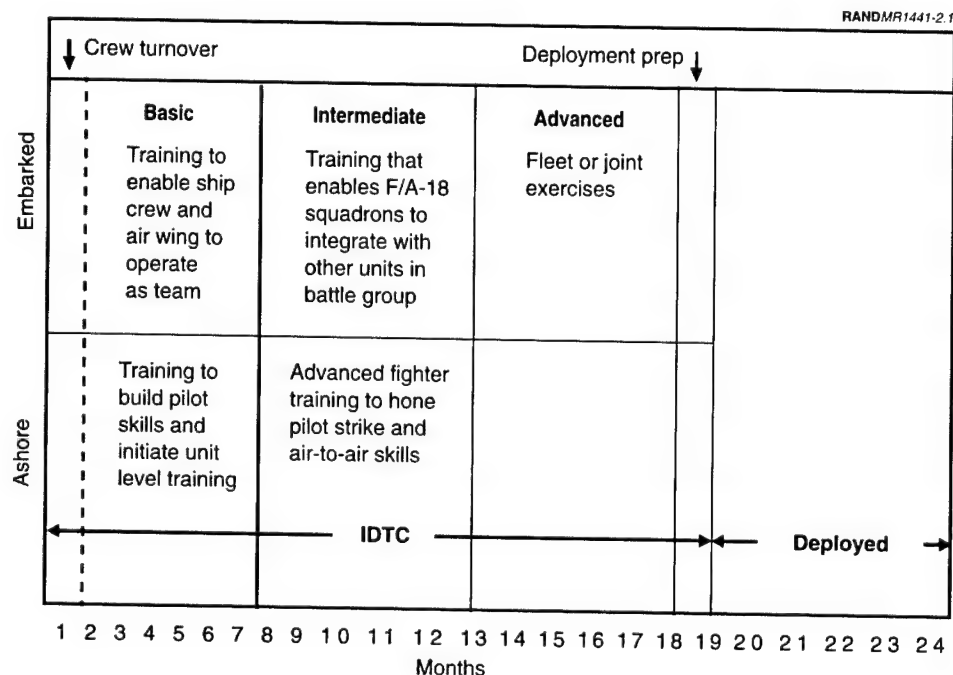 RANDMR1441-2.1
Crew turnover
Deployment prep
Embarked
Basic
Training to
enable ship
crew and
air wing to
operate
as team
Intermediate
Training that
enables F/A-18
squadrons to
integrate with
other units in
battle group
Advanced
Fleet or joint
exercises
Ashore
Training to
build pilot
skills and
initiate unit
level training
Advanced fighter
training to hone
pilot strike and
air-to-air skills
IDTC
Deployed
1 2 3 4 5 6 7 8 9 10 11 12 13 14 15 16 17 18 19 20 21 22 23 24
Months